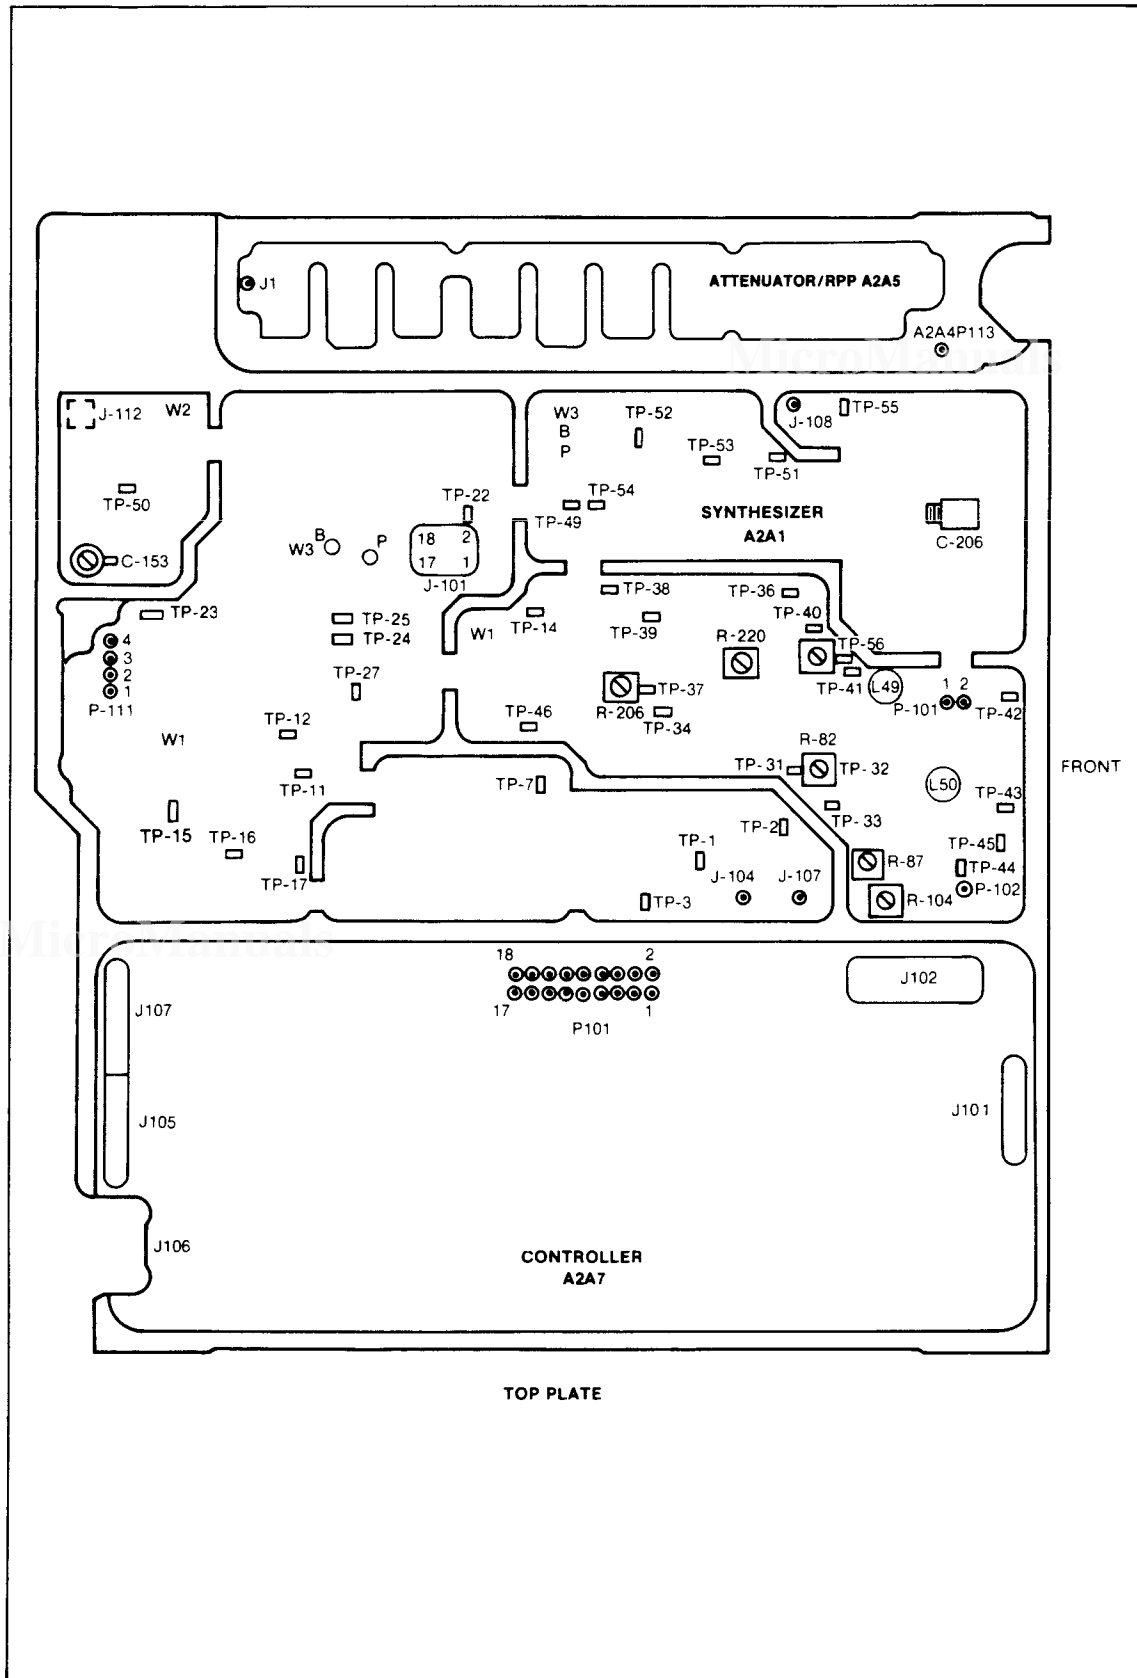 J1
ATTENUATOR/RPP A2A5
A2A4P113
MicroManuals
J-112
W2
W3
B
P
TP-52
J-108
TP-55
TP-53
TP-51
TP-50
TP-22
TP-49
TP-54
SYNTHESIZER
A2A1
C-206
W3
B
P
18 2
17 1
J-101
C-153
TP-38
TP-36
TP-23
TP-25
TP-24
W1
TP-14
TP-39
TP-40
R-220
TP-56
4
3
2
1
P-111
TP-27
TP-37
R-206
TP-34
TP-41
L49
1 2
P-101
TP-42
W1
TP-12
TP-46
R-82
TP-31
TP-32
FRONT
TP-11
TP-7
L50
TP-43
TP-33
TP-15
TP-16
TP-2
TP-1
TP-45
TP-17
J-104
J-107
R-87
TP-44
P-102
TP-3
R-104
MicroManuals
18 2
17 1
P101
J102
J107
J105
J101
J106
CONTROLLER
A2A7
TOP PLATE